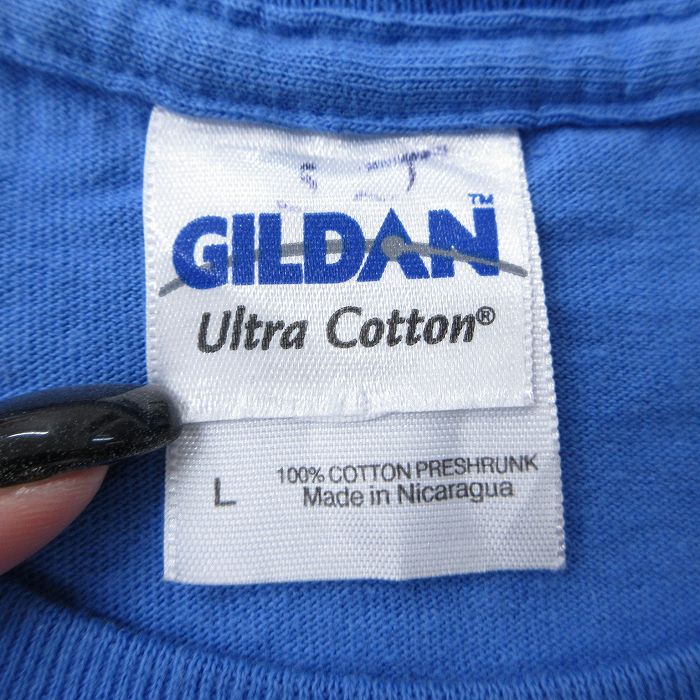 GILDAN™
Ultra Cotton®
L
100% COTTON PRESHRUNK
Made in Nicaragua